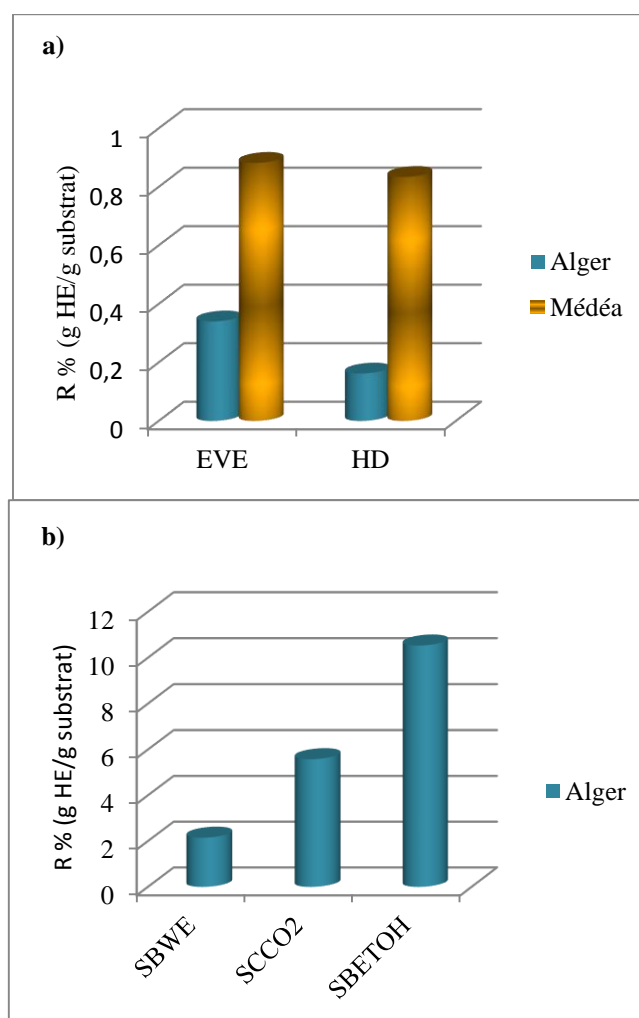 a)
R % (g HE/g substrat)
1
0,8
0,6
0,4
0,2
0
EVE
HD
Alger
Médéa
b)
R % (g HE/g substrat)
12
10
8
6
4
2
0
SBWE
SCCO2
SBETOH
Alger